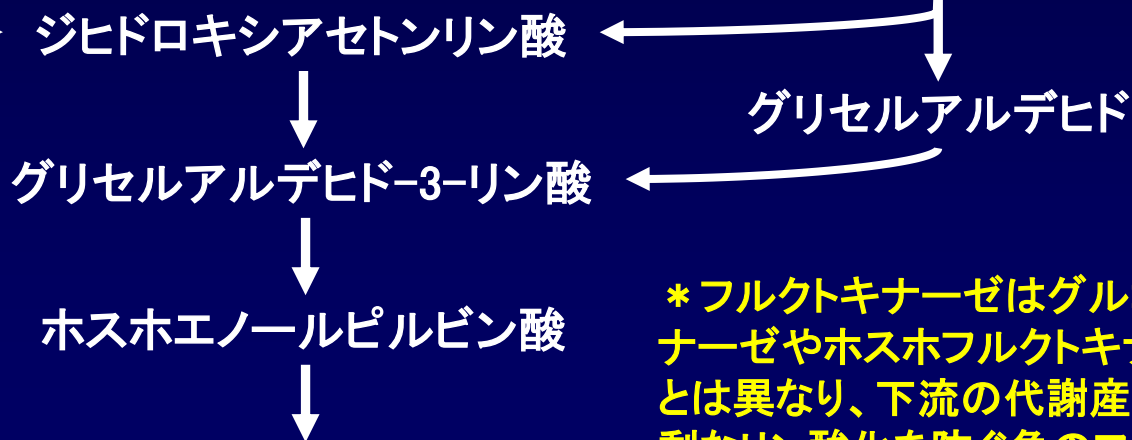 ジヒドロキシアセトンリン酸
グリセルアルデヒド
グリセルアルデヒド-3-リン酸
ホスホエノールピルビン酸
*フルクトキナーゼはグル
ナーゼやホスホフルクトキナ
とは異なり、下流の代謝産